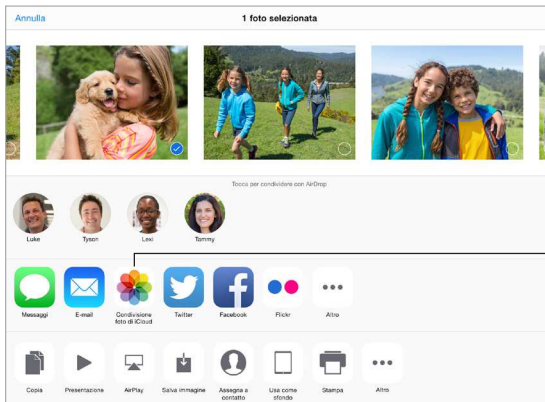 Annulla
1 foto selezionata
Tocca per condividere con AirDrop
Luke
Tyson
Lexi
Tammy
Messaggi
E-mail
Condivisione
foto di iCloud
Twitter
Facebook
Flickr
Altro
Copia
Presentazione
AirPlay
Salva immagine
Assegna a
contatto
Usa come
sfondo
Stampa
Altro